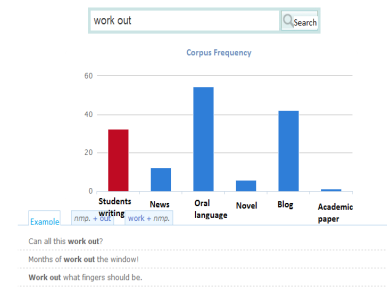 work out
Search
Corpus Frequency
60
40
20
0
Students writing
News
Oral language
Novel
Blog
Academic paper
Example
nmp. + out
work + nmp.
Can all this work out?
Months of work out the window!
Work out what fingers should be.